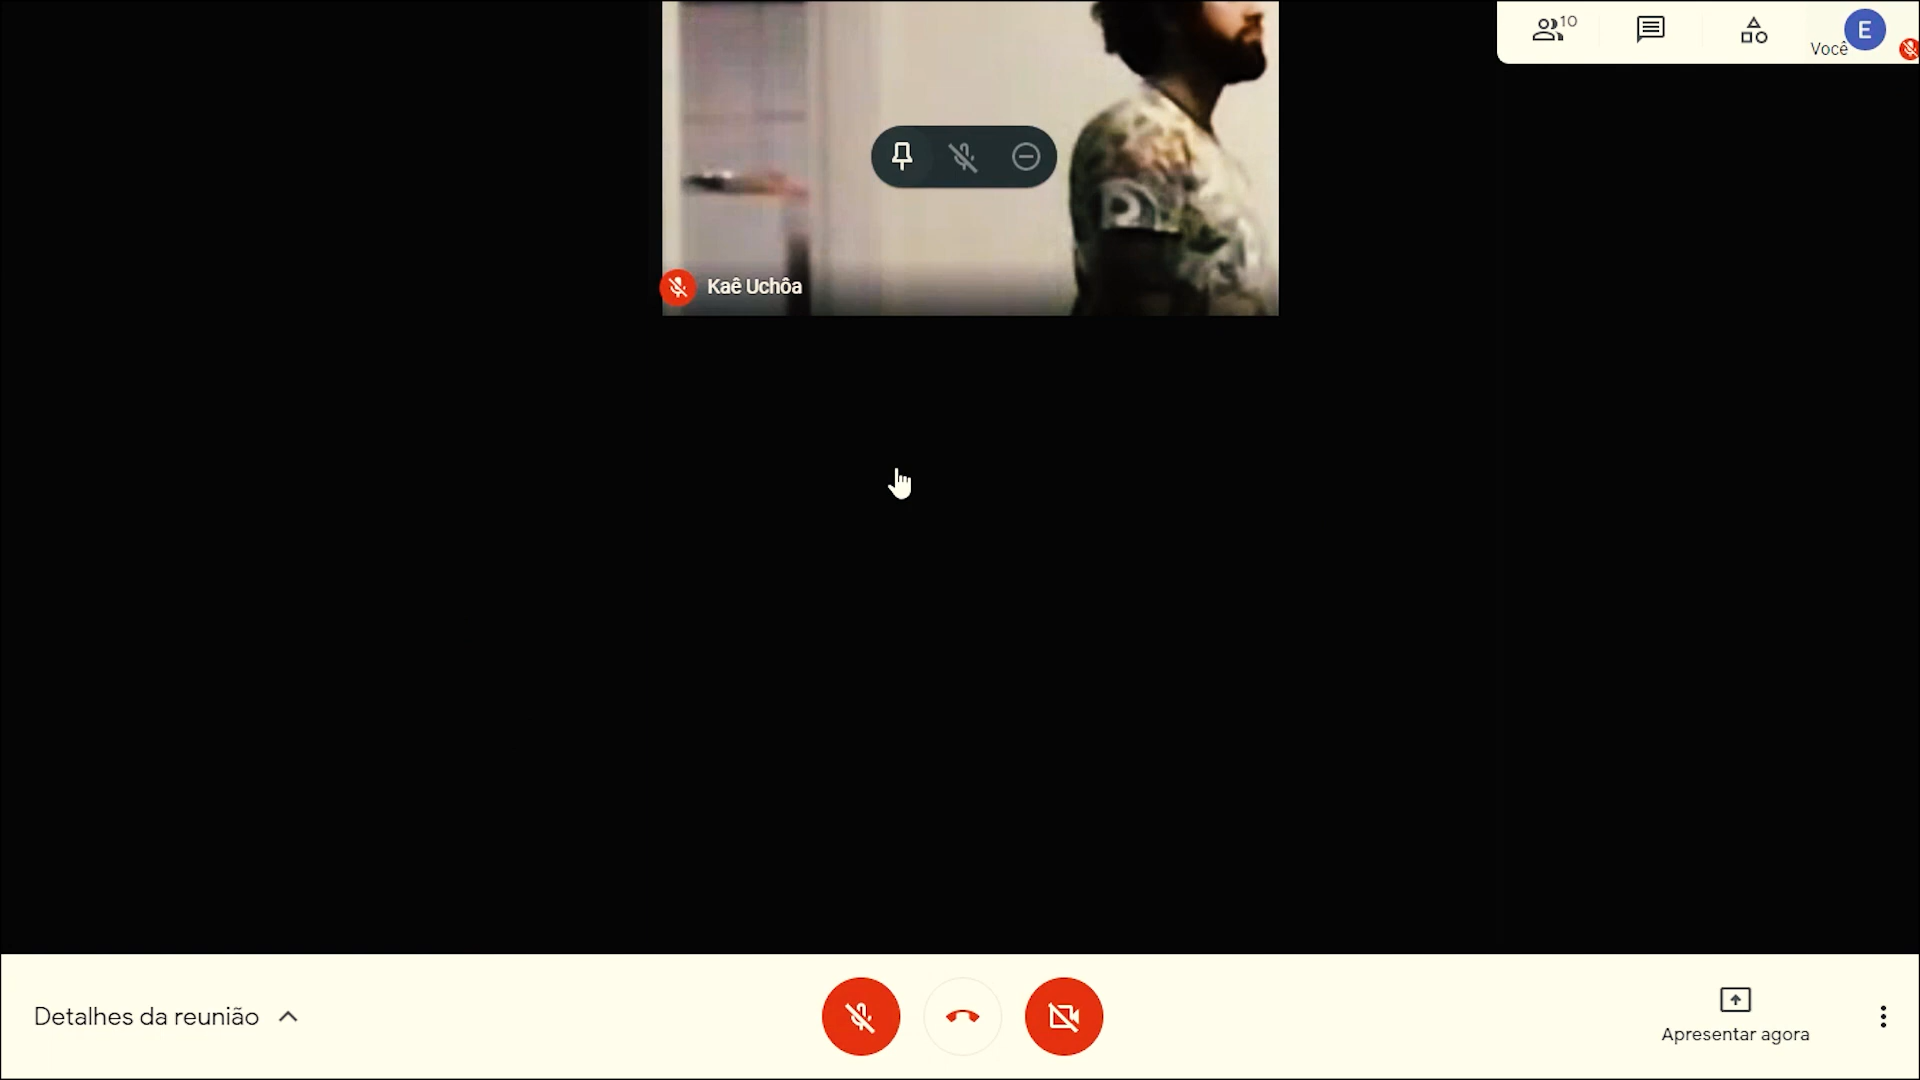 10
Você
E
Kaê Uchôa
Detalhes da reunião
Apresentar agora